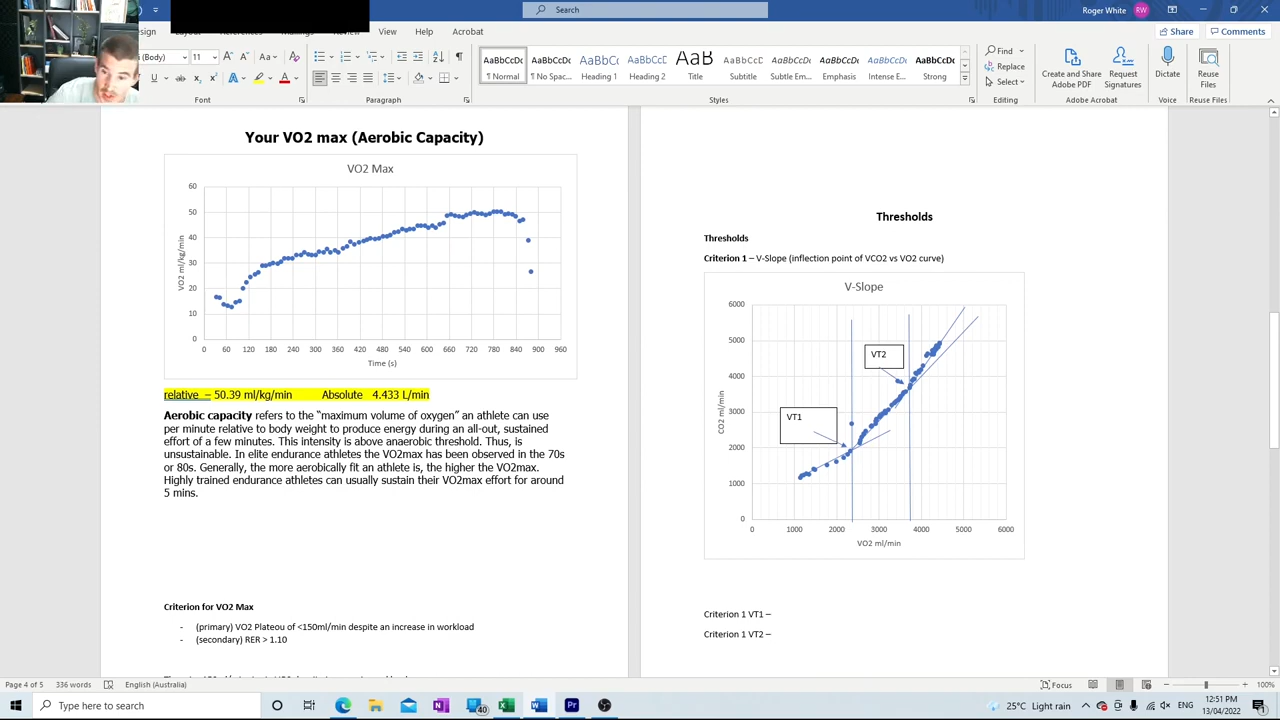 Search
Roger White RW
View Help Acrobat
Share Comments
(Body) 11
Aa
Font
Paragraph
AaBbCcDc AaBbCcDc AaBbC AaBbCc AaB AaBbCcD AaBbCcDc AaBbCcDc AaBbCcDc AaBbCcDc
¶ Normal ¶ No Spac... Heading 1 Heading 2 Title Subtitle Subtle Em... Emphasis Intense E... Strong
Styles
Find
Replace
Select
Editing
Create and Share Adobe PDF
Request Signatures
Adobe Acrobat
Dictate
Voice
Reuse Files
Reuse Files
Your VO2 max (Aerobic Capacity)
VO2 Max
60
50
40
30
20
10
0
VO2 ml/kg/min
0 60 120 180 240 300 360 420 480 540 600 660 720 780 840 900 960
Time (s)
relative – 50.39 ml/kg/min Absolute 4.433 L/min
Aerobic capacity refers to the “maximum volume of oxygen” an athlete can use
per minute relative to body weight to produce energy during an all-out, sustained
effort of a few minutes. This intensity is above anaerobic threshold. Thus, is
unsustainable. In elite endurance athletes the VO2max has been observed in the 70s
or 80s. Generally, the more aerobically fit an athlete is, the higher the VO2max.
Highly trained endurance athletes can usually sustain their VO2max effort for around
5 mins.
Criterion for VO2 Max
- (primary) VO2 Plateou of <150ml/min despite an increase in workload
- (secondary) RER > 1.10
Thresholds
Thresholds
Criterion 1 – V-Slope (inflection point of VCO2 vs VO2 curve)
V-Slope
6000
5000
4000
3000
2000
1000
0
CO2 ml/min
VT2
VT1
0 1000 2000 3000 4000 5000 6000
VO2 ml/min
Criterion 1 VT1 –
Criterion 1 VT2 –
Page 4 of 5 336 words English (Australia)
Focus
100%
Type here to search
40
25°C Light rain
ENG
12:51 PM
13/04/2022